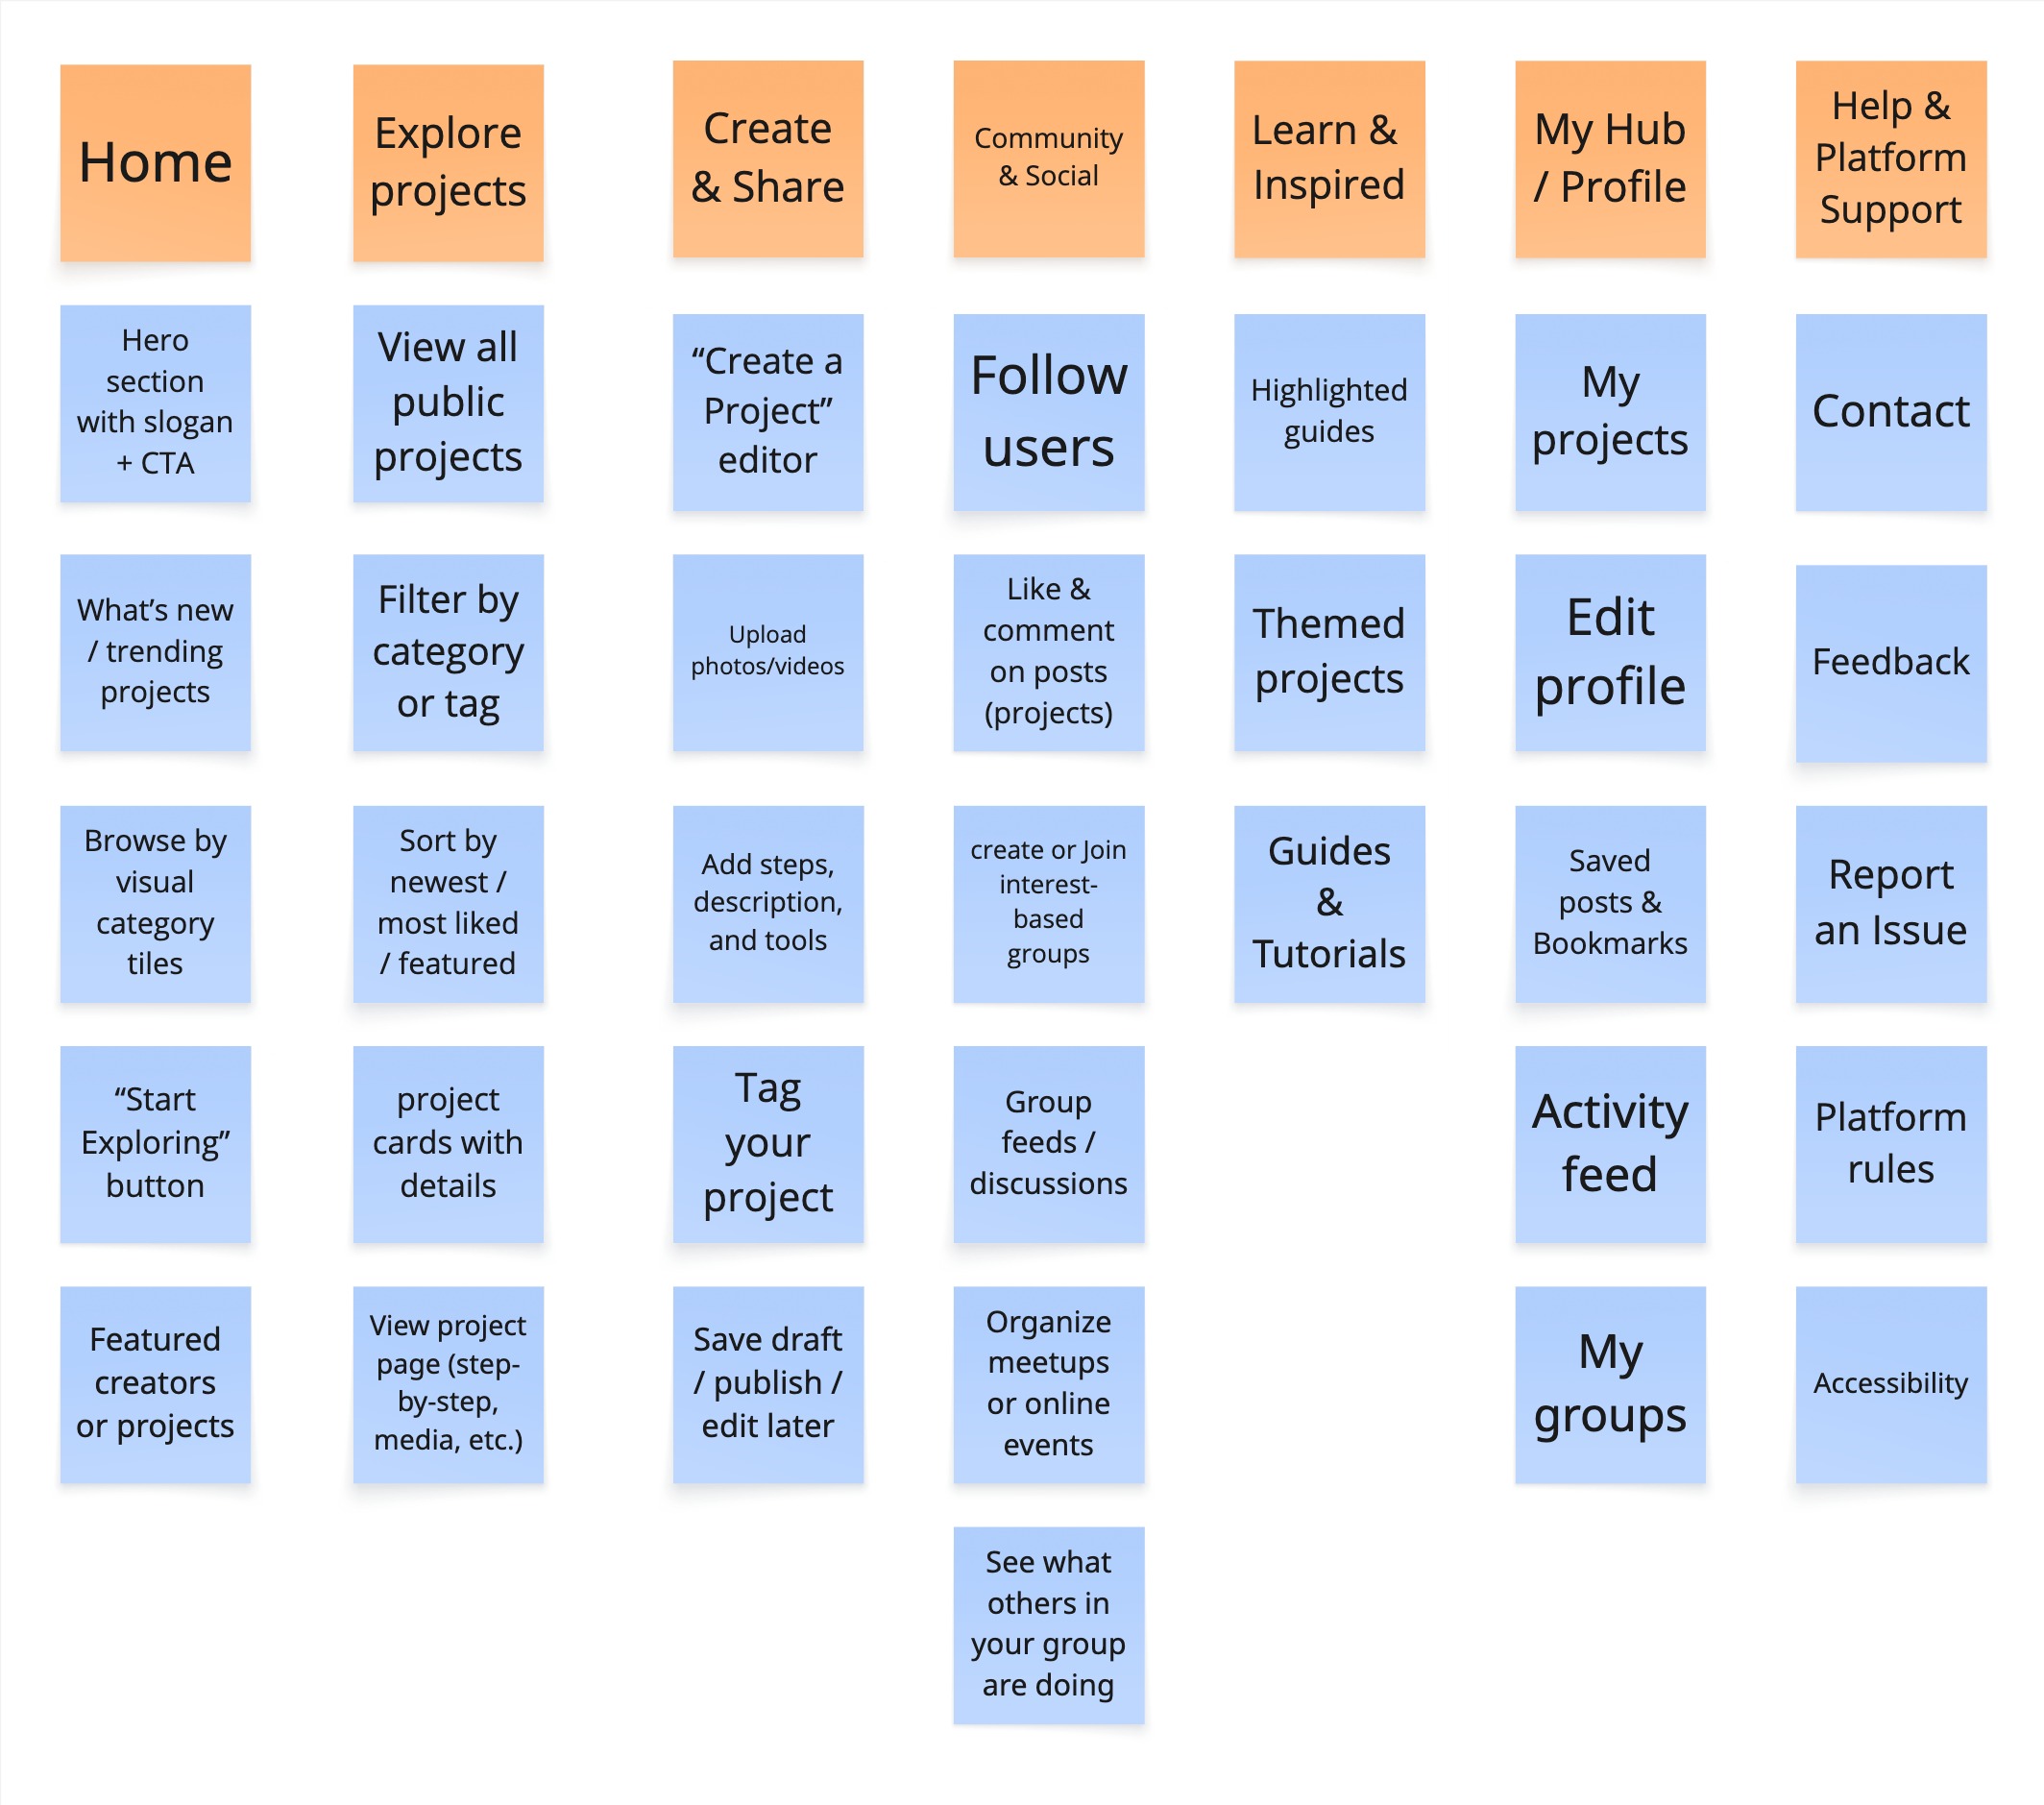 Home
Explore
projects
Create
& Share
Community
& Social
Learn &
Inspired
My Hub
/ Profile
Help &
Platform
Support
Hero
section
with slogan
+ CTA
View all
public
projects
“Create a
Project”
editor
Follow
users
Highlighted
guides
My
projects
Contact
What’s new
/ trending
projects
Filter by
category
or tag
Upload
photos/videos
Like &
comment
on posts
(projects)
Themed
projects
Edit
profile
Feedback
Browse by
visual
category
tiles
Sort by
newest /
most liked
/ featured
Add steps,
description,
and tools
create or Join
interest-
based
groups
Guides
&
Tutorials
Saved
posts &
Bookmarks
Report
an Issue
“Start
Exploring”
button
project
cards with
details
Tag
your
project
Group
feeds /
discussions
Activity
feed
Platform
rules
Featured
creators
or projects
View project
page (step-
by-step,
media, etc.)
Save draft
/ publish /
edit later
Organize
meetups
or online
events
My
groups
Accessibility
See what
others in
your group
are doing